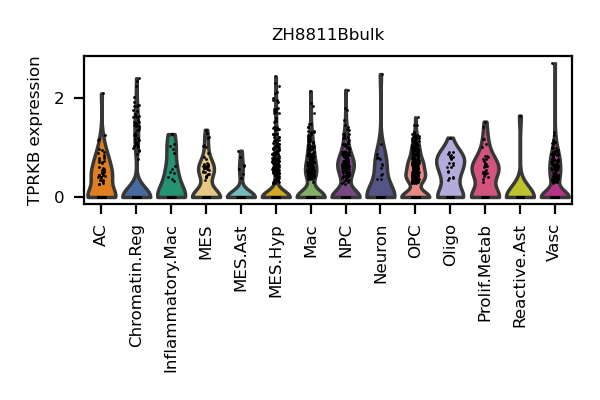 ZH8811Bbulk
TPRKB expression
2
0
AC
Chromatin.Reg
Inflammatory.Mac
MES
MES.Ast
MES.Hyp
Mac
NPC
Neuron
OPC
Oligo
Prolif.Metab
Reactive.Ast
Vasc